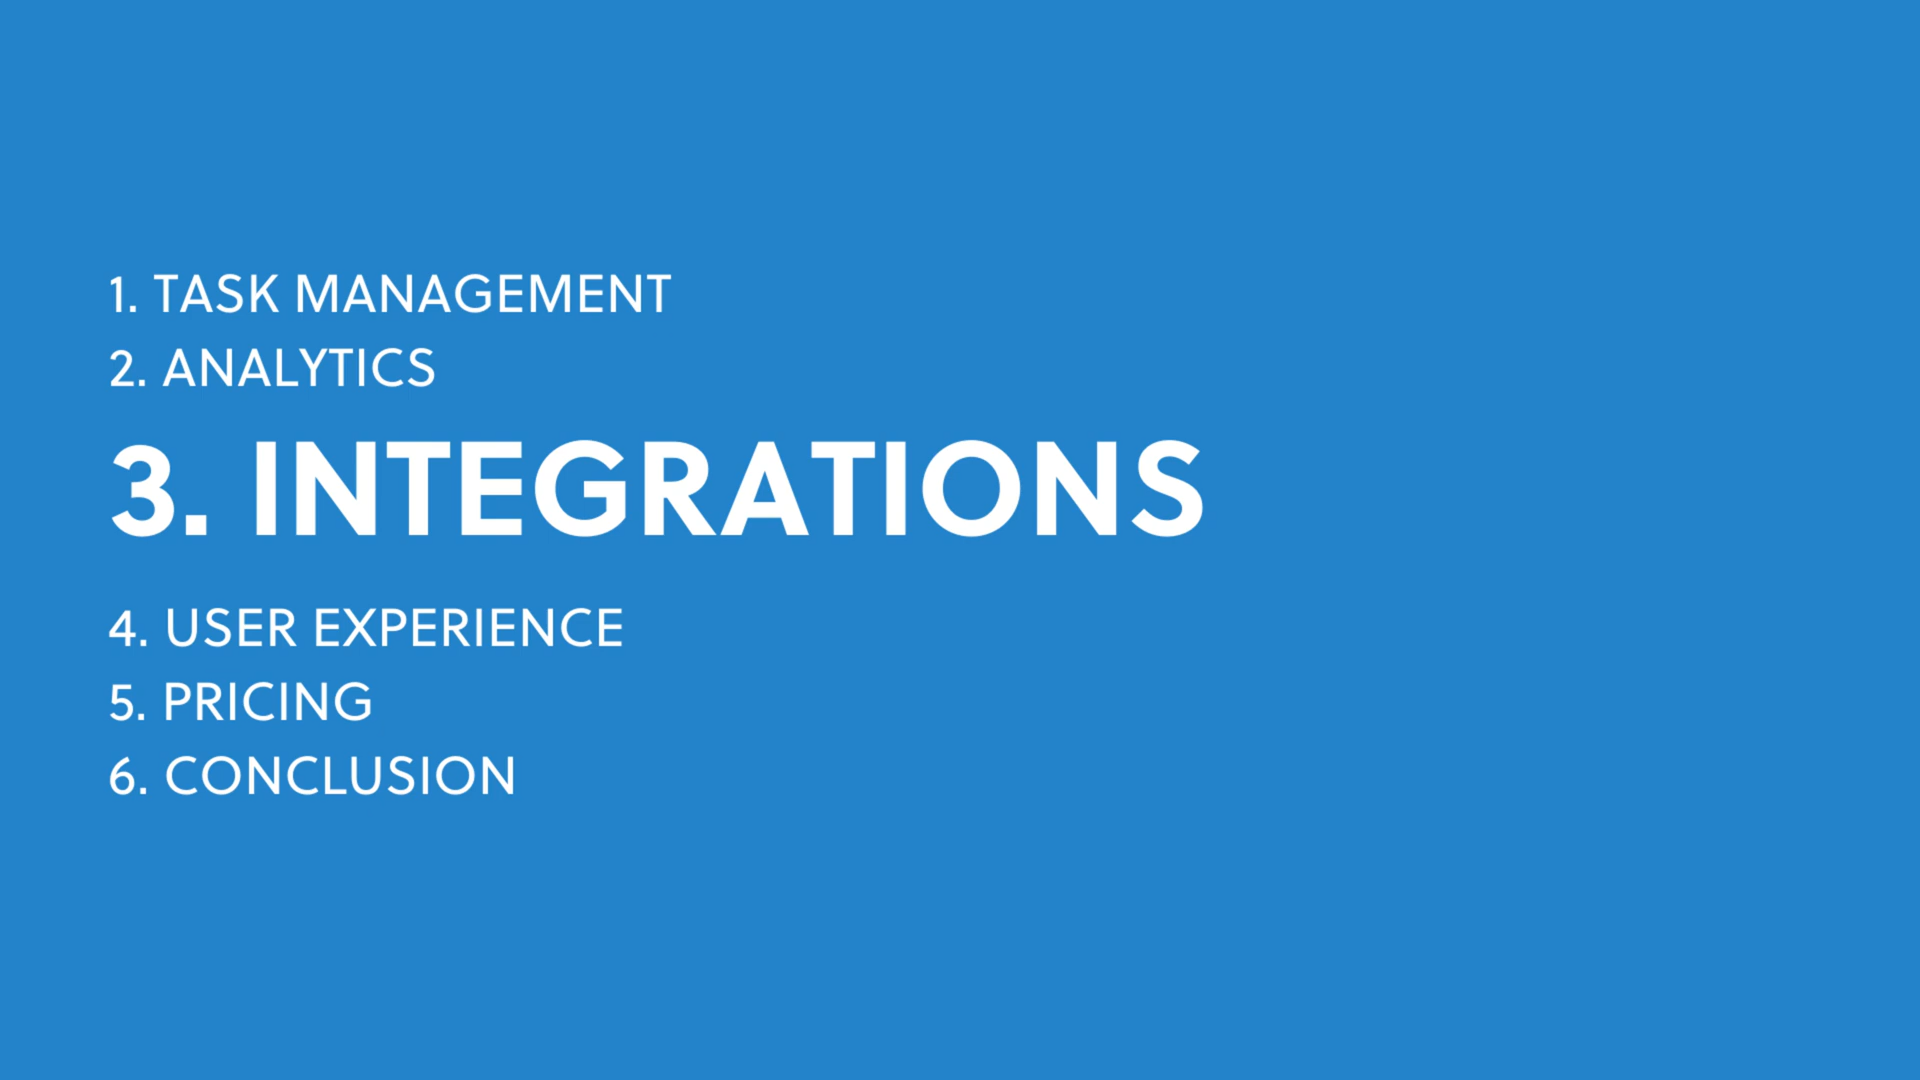 1. TASK MANAGEMENT
2. ANALYTICS
3. INTEGRATIONS
4. USER EXPERIENCE
5. PRICING
6. CONCLUSION